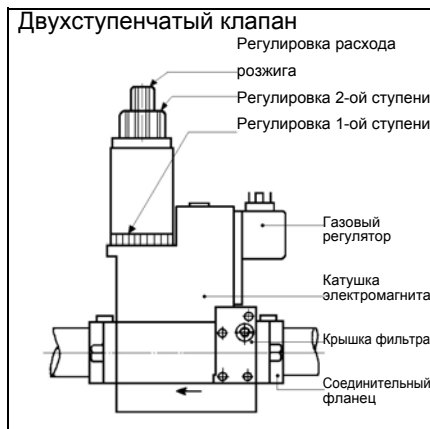 Двухступенчатый клапан
Регулировка расхода
розжига
Регулировка 2-ой ступени
Регулировка 1-ой ступени
Газовый
регулятор
Катушка
электромагнита
Крышка фильтра
Соединительный
фланец